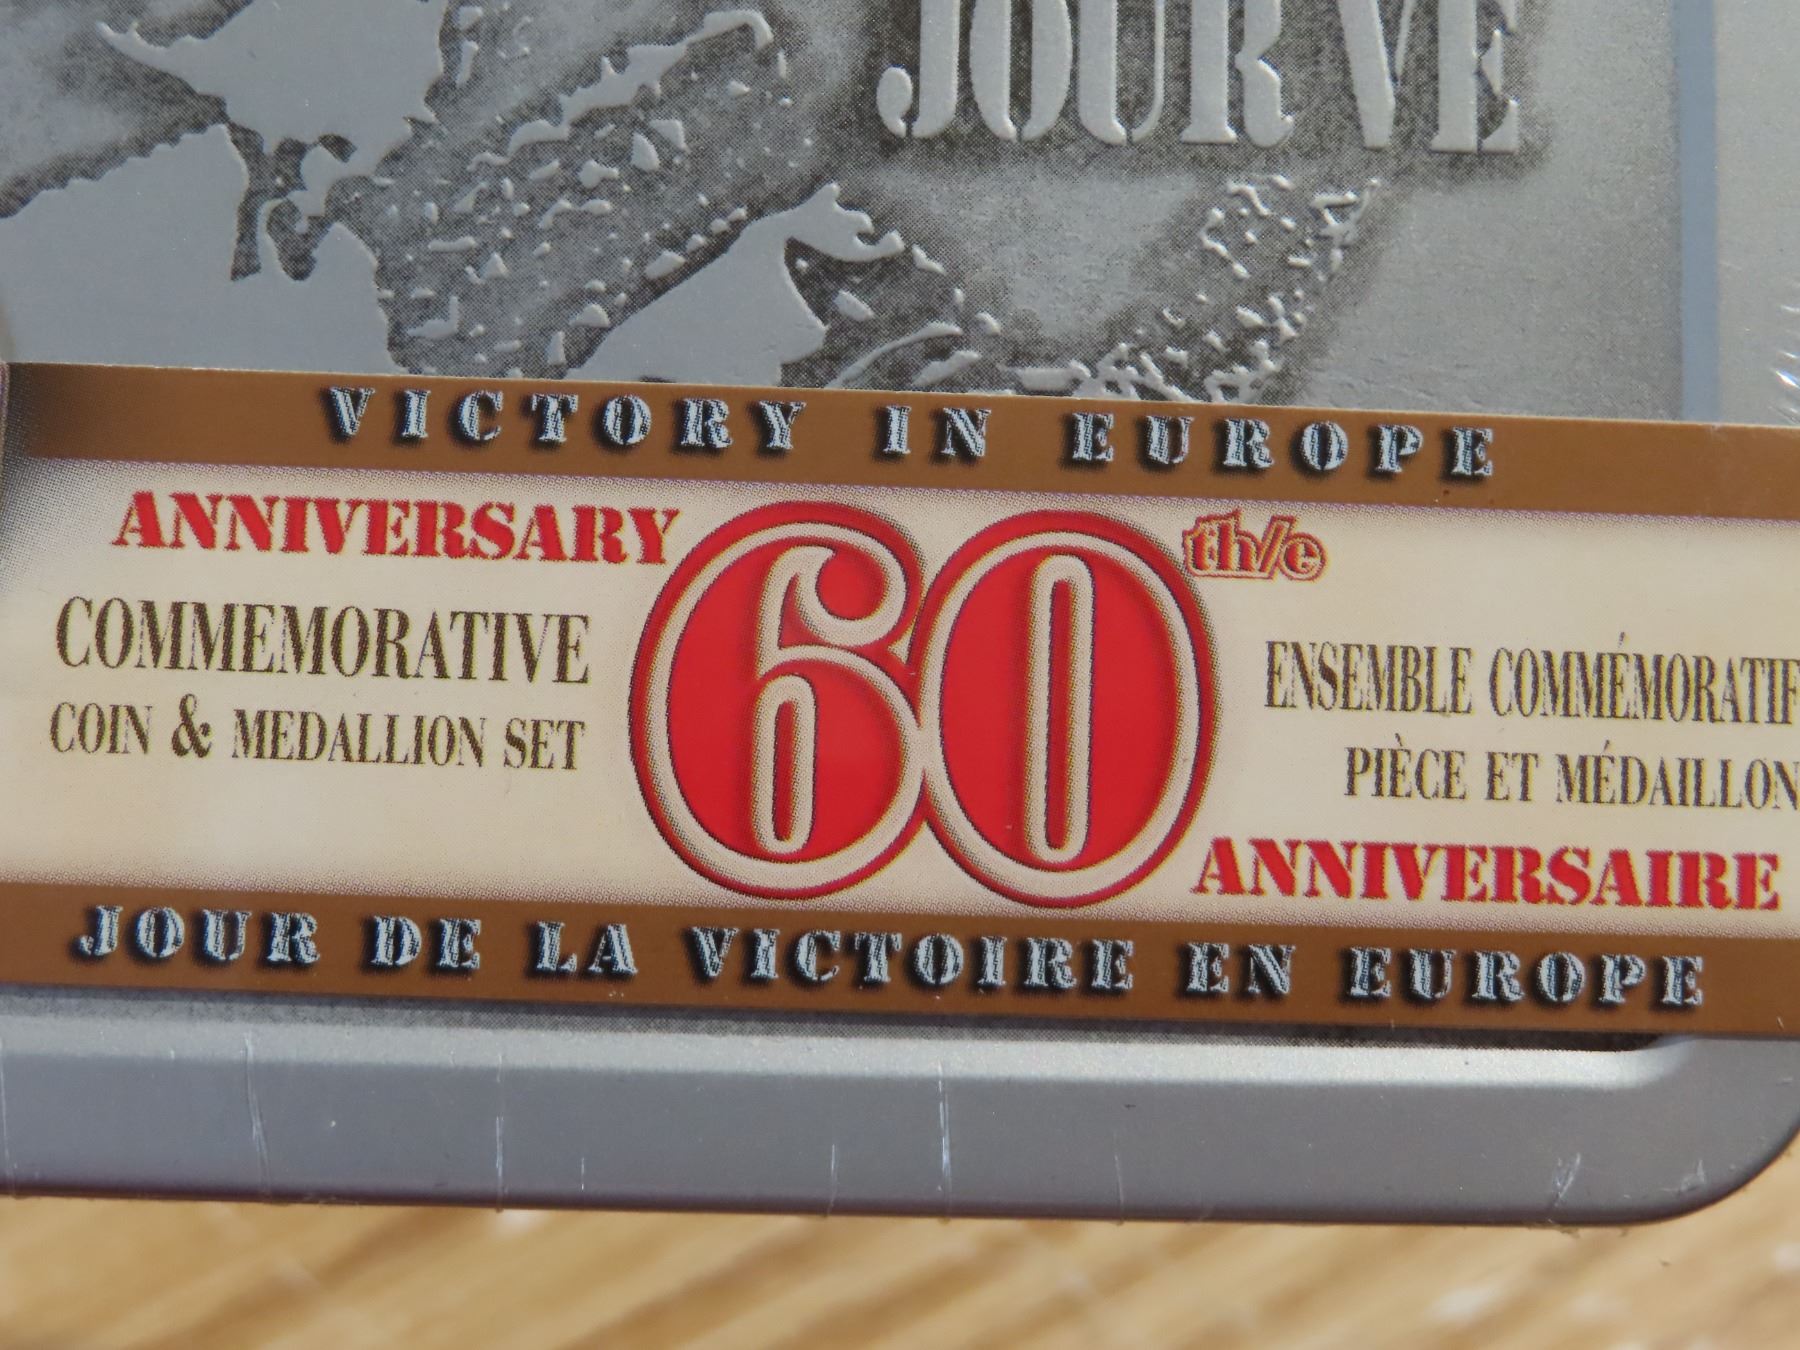 JOUR VE
VICTORY IN EUROPE
ANNIVERSARY 60th/e
COMMEMORATIVE
COIN & MEDALLION SET
ENSEMBLE COMMÉMORATIF
PIÈCE ET MÉDAILLON
ANNIVERSAIRE
JOUR DE LA VICTOIRE EN EUROPE